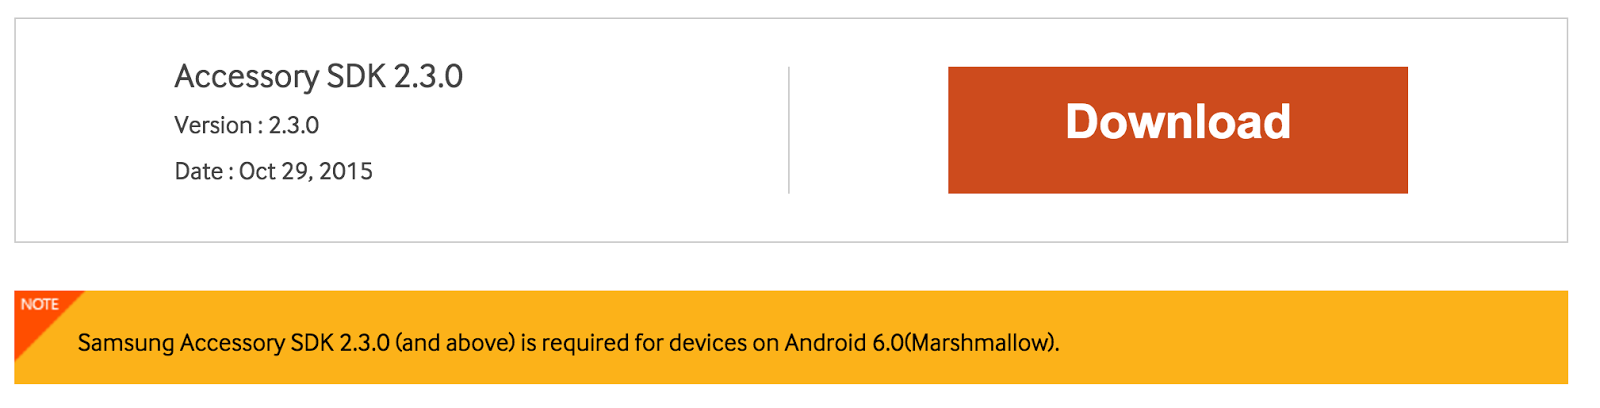 Accessory SDK 2.3.0
Version : 2.3.0
Date : Oct 29, 2015
Download
NOTE
Samsung Accessory SDK 2.3.0 (and above) is required for devices on Android 6.0(Marshmallow).